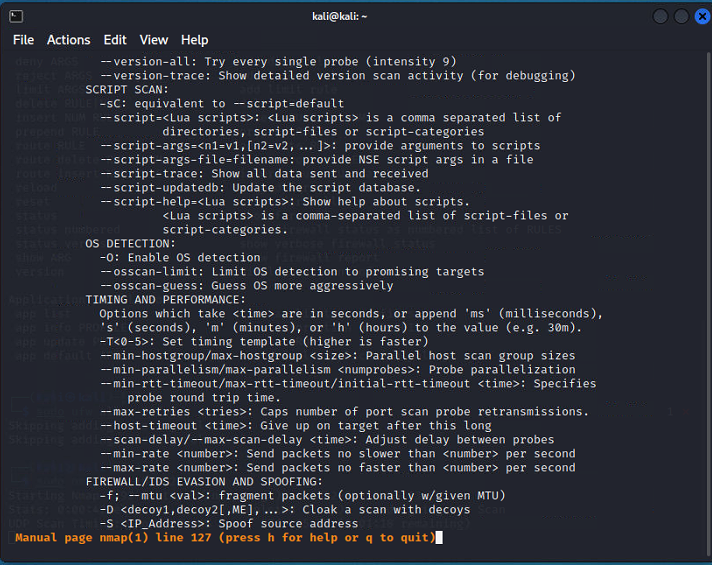 kali@kali: ~
File Actions Edit View Help
--version-all: Try every single probe (intensity 9)
--version-trace: Show detailed version scan activity (for debugging)
SCRIPT SCAN:
-sC: equivalent to --script=default
--script=<Lua scripts>: <Lua scripts> is a comma separated list of
directories, script-files or script-categories
--script-args=<n1=v1,[n2=v2,...]>: provide arguments to scripts
--script-args-file=filename: provide NSE script args in a file
--script-trace: Show all data sent and received
--script-updatedb: Update the script database.
--script-help=<Lua scripts>: Show help about scripts.
<Lua scripts> is a comma-separated list of script-files or
script-categories.
OS DETECTION:
-O: Enable OS detection
--osscan-limit: Limit OS detection to promising targets
--osscan-guess: Guess OS more aggressively
TIMING AND PERFORMANCE:
Options which take <time> are in seconds, or append 'ms' (milliseconds),
's' (seconds), 'm' (minutes), or 'h' (hours) to the value (e.g. 30m).
-T<0-5>: Set timing template (higher is faster)
--min-hostgroup/max-hostgroup <size>: Parallel host scan group sizes
--min-parallelism/max-parallelism <numprobes>: Probe parallelization
--min-rtt-timeout/max-rtt-timeout/initial-rtt-timeout <time>: Specifies
probe round trip time.
--max-retries <tries>: Caps number of port scan probe retransmissions.
--host-timeout <time>: Give up on target after this long
--scan-delay/--max-scan-delay <time>: Adjust delay between probes
--min-rate <number>: Send packets no slower than <number> per second
--max-rate <number>: Send packets no faster than <number> per second
FIREWALL/IDS EVASION AND SPOOFING:
-f; --mtu <val>: fragment packets (optionally w/given MTU)
-D <decoy1,decoy2[,ME],...>: Cloak a scan with decoys
-S <IP_Address>: Spoof source address
Manual page nmap(1) line 127 (press h for help or q to quit)